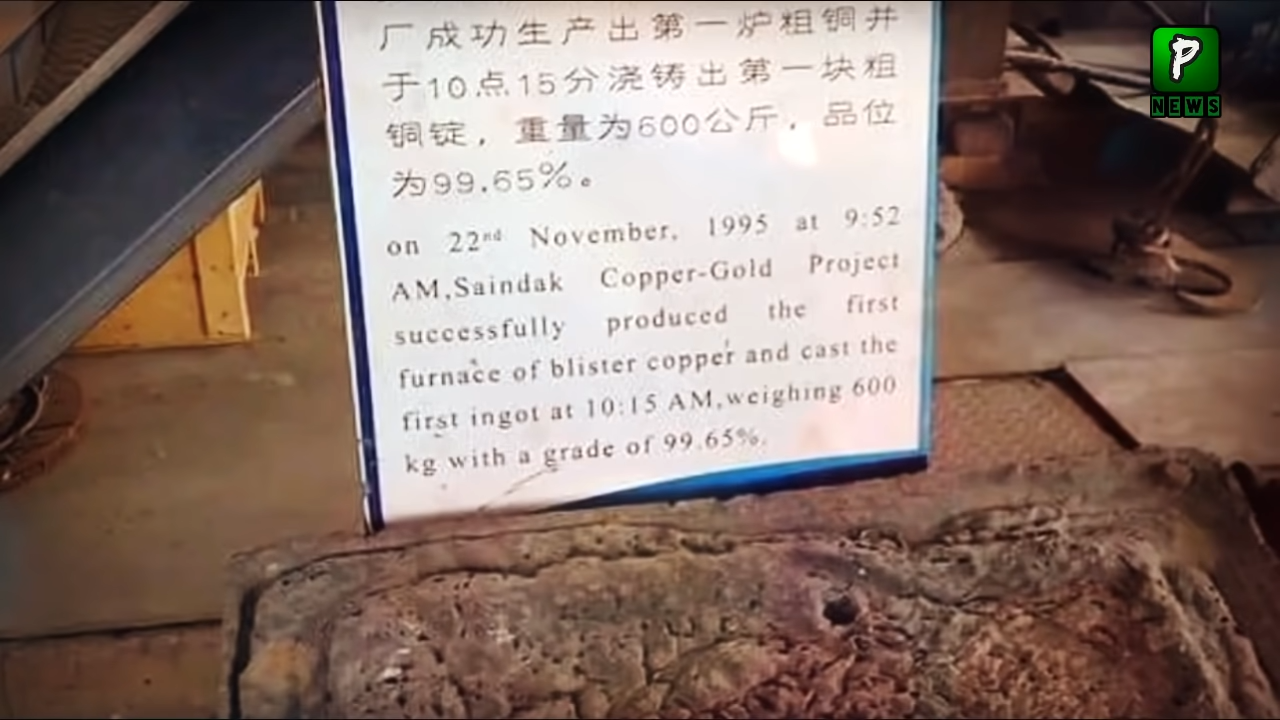 厂成功生产出第一炉粗铜并
于10点15分浇铸出第一块粗
铜锭，重量为600公斤，品位
为99.65%。
on 22nd November, 1995 at 9:52
AM,Saindak Copper-Gold Project
successfully produced the first
furnace of blister copper and cast the
first ingot at 10:15 AM,weighing 600
kg with a grade of 99.65%.
P
NEWS